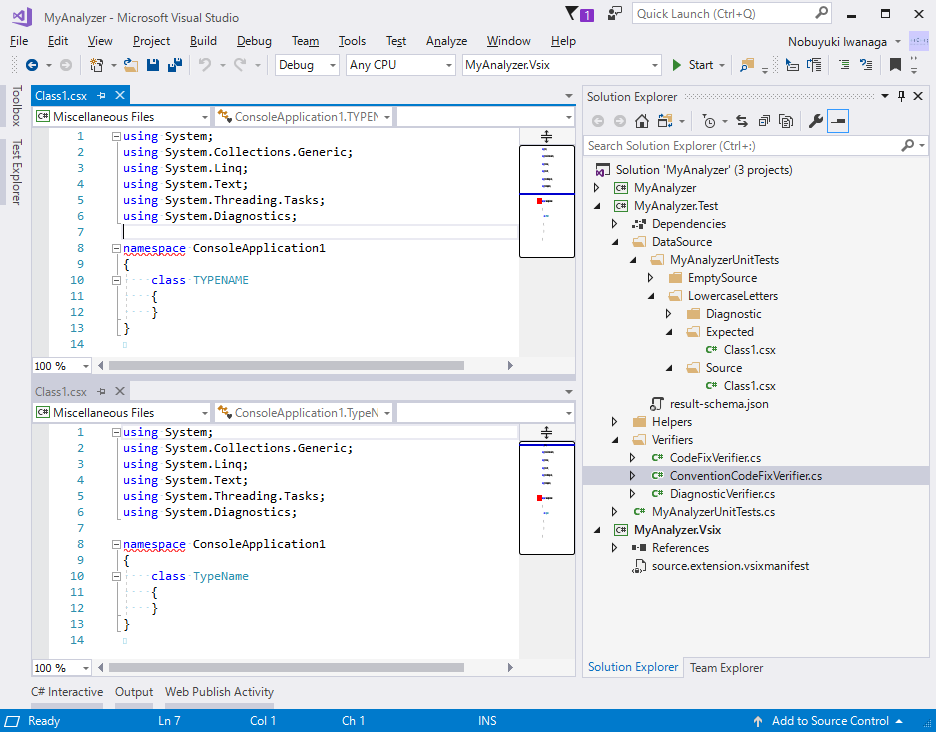 MyAnalyzer - Microsoft Visual Studio
1
Quick Launch (Ctrl+Q)
File Edit View Project Build Debug Team Tools Test Analyze Window Help
Nobuyuki Iwanaga
Debug Any CPU MyAnalyzer.Vsix Start
Toolbox
Test Explorer
Class1.csx
C# Miscellaneous Files ConsoleApplication1.TYPEN
1 using System;
2 using System.Collections.Generic;
3 using System.Linq;
4 using System.Text;
5 using System.Threading.Tasks;
6 using System.Diagnostics;
7
8 namespace ConsoleApplication1
9 {
10 class TYPENAME
11 {
12 }
13 }
14
100 %
Class1.csx
C# Miscellaneous Files ConsoleApplication1.TypeN
1 using System;
2 using System.Collections.Generic;
3 using System.Linq;
4 using System.Text;
5 using System.Threading.Tasks;
6 using System.Diagnostics;
7
8 namespace ConsoleApplication1
9 {
10 class TypeName
11 {
12 }
13 }
14
100 %
Solution Explorer
Search Solution Explorer (Ctrl+:)
Solution 'MyAnalyzer' (3 projects)
C# MyAnalyzer
C# MyAnalyzer.Test
Dependencies
DataSource
MyAnalyzerUnitTests
EmptySource
LowercaseLetters
Diagnostic
Expected
C# Class1.csx
Source
C# Class1.csx
result-schema.json
Helpers
Verifiers
C# CodeFixVerifier.cs
C# ConventionCodeFixVerifier.cs
C# DiagnosticVerifier.cs
C# MyAnalyzerUnitTests.cs
C# MyAnalyzer.Vsix
References
source.extension.vsixmanifest
Solution Explorer Team Explorer
C# Interactive Output Web Publish Activity
Ready Ln 7 Col 1 Ch 1 INS Add to Source Control